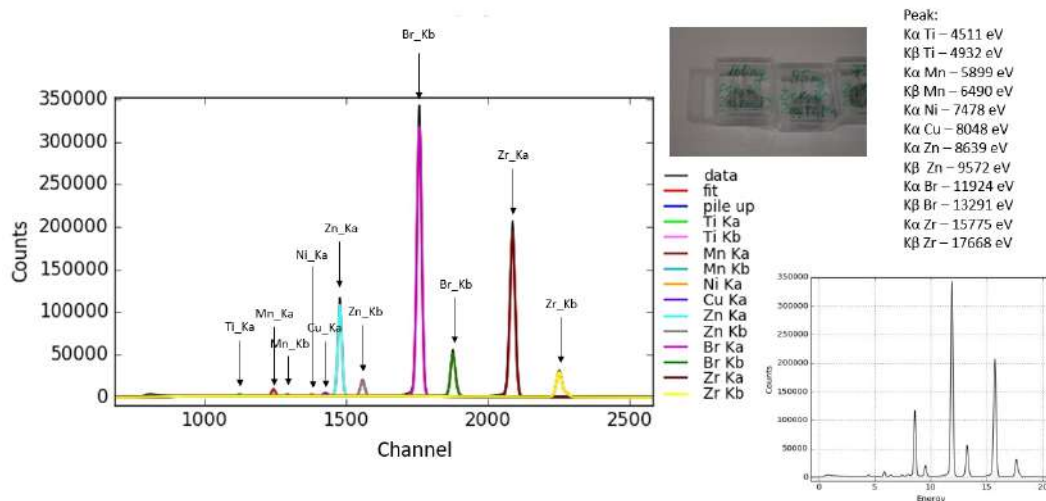 Br_Kb
350000
300000
250000
200000
150000
100000
50000
0
Counts
1000
1500
2000
2500
Channel
Ti_Ka
Mn_Ka
Mn_Kb
Ni_Ka
Cu_Ka
Zn_Ka
Zn_Kb
Br_Kb
Zr_Ka
Zr_Kb
data
fit
pile up
Ti Ka
Ti Kb
Mn Ka
Mn Kb
Ni Ka
Cu Ka
Zn Ka
Zn Kb
Br Ka
Br Kb
Zr Ka
Zr Kb
Peak:
Kα Ti – 4511 eV
Kβ Ti – 4932 eV
Kα Mn – 5899 eV
Kβ Mn – 6490 eV
Kα Ni – 7478 eV
Kα Cu – 8048 eV
Kα Zn – 8639 eV
Kβ Zn – 9572 eV
Kα Br – 11924 eV
Kβ Br – 13291 eV
Kα Zr – 15775 eV
Kβ Zr – 17668 eV
350000
300000
250000
200000
150000
100000
50000
0
Counts
0
5
10
15
20
Energy